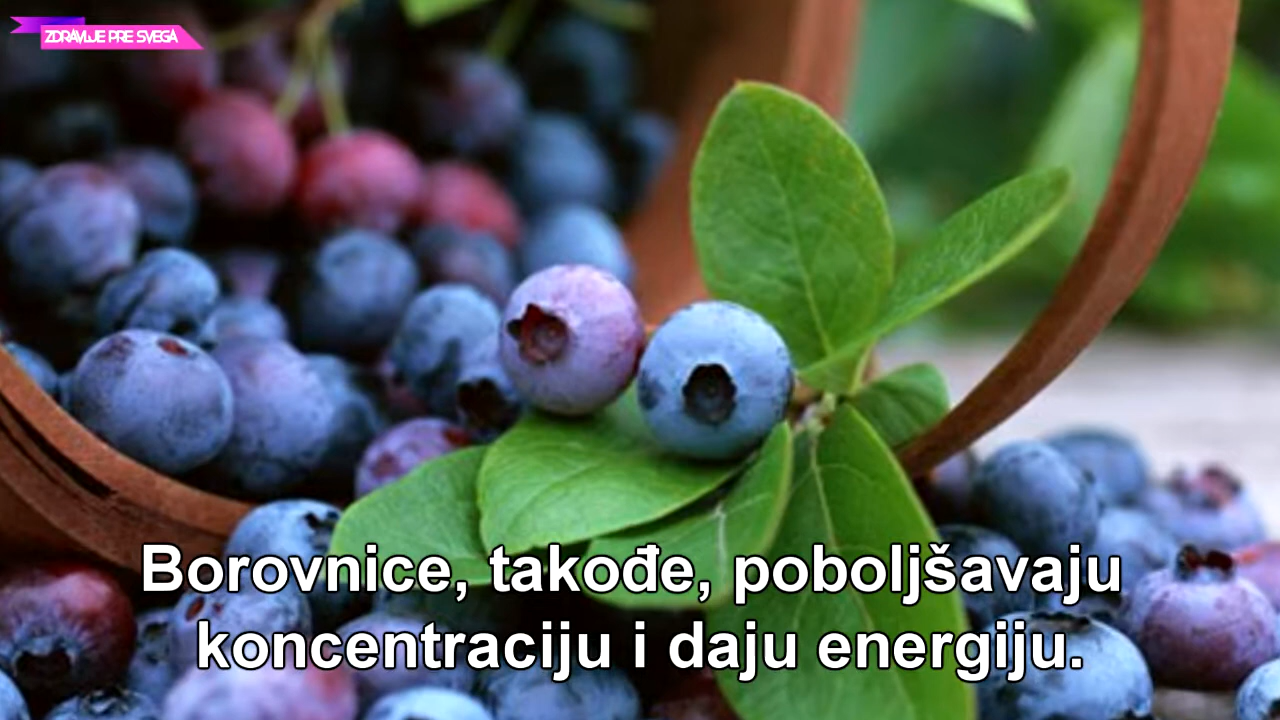 ZDRAVLJE PRE SVEGA
Borovnice, takođe, poboljšavaju
koncentraciju i daju energiju.